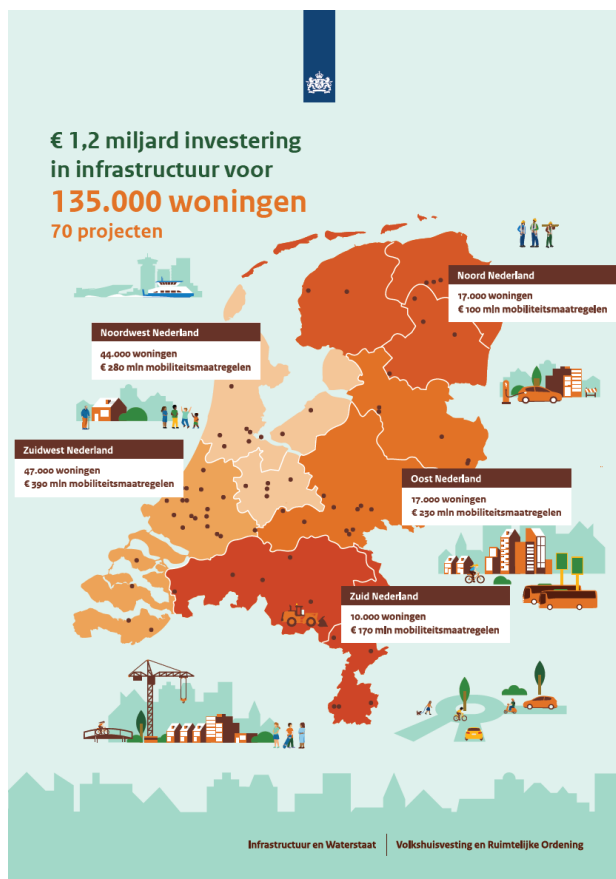 € 1,2 miljard investering
in infrastructuur voor
135.000 woningen
70 projecten
Noord Nederland
17.000 woningen
€ 100 mln mobiliteitsmaatregelen
Noordwest Nederland
44.000 woningen
€ 280 mln mobiliteitsmaatregelen
Zuidwest Nederland
47.000 woningen
€ 390 mln mobiliteitsmaatregelen
Oost Nederland
17.000 woningen
€ 230 mln mobiliteitsmaatregelen
Zuid Nederland
10.000 woningen
€ 170 mln mobiliteitsmaatregelen
Infrastructuur en Waterstaat | Volkshuisvesting en Ruimtelijke Ordening